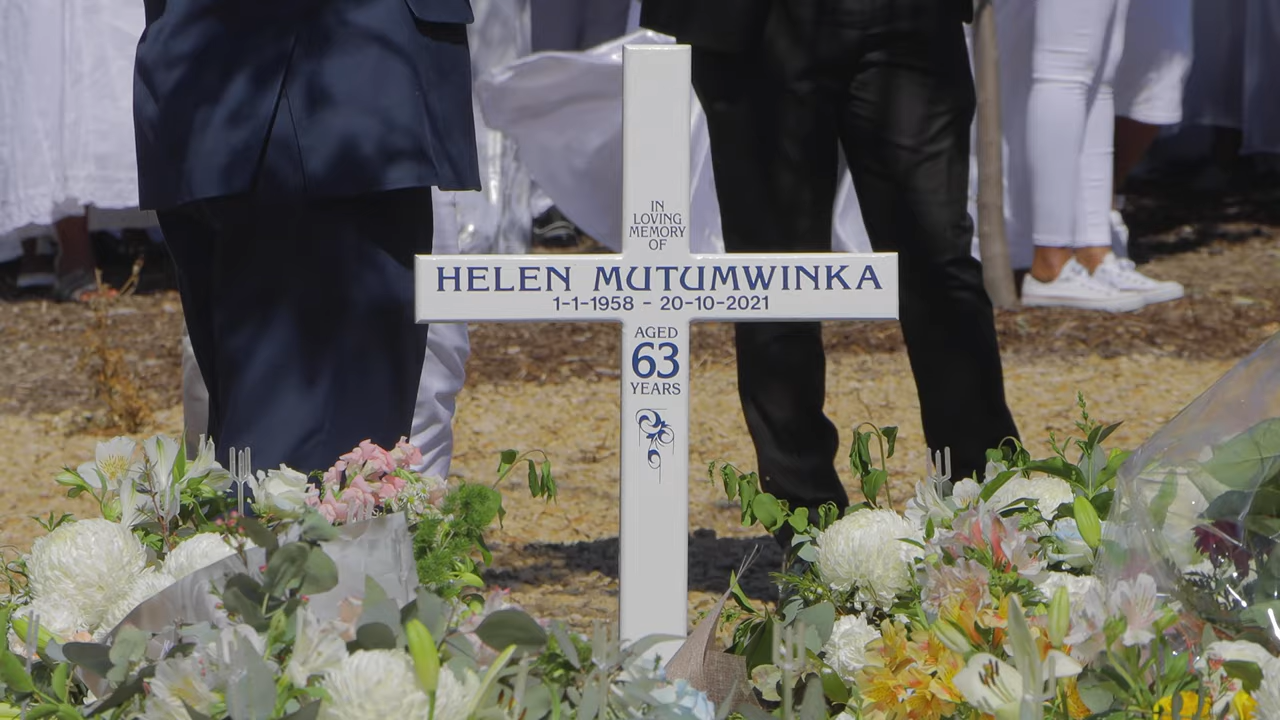 IN
LOVING
MEMORY
OF
HELEN MUTUMWINKA
1-1-1958 - 20-10-2021
AGED
63
YEARS